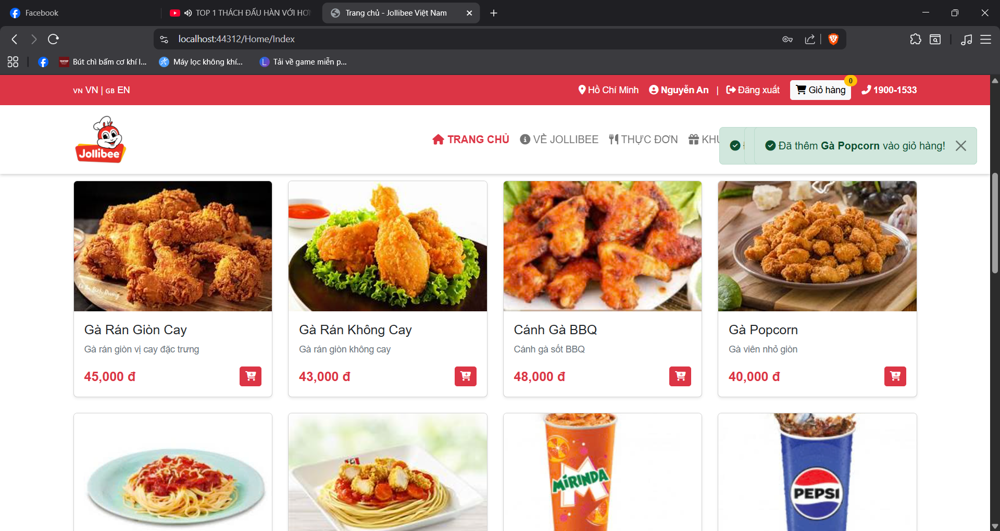 Facebook
TOP 1 THÁCH ĐẤU HÀN VỚI HƠN
Trang chủ - Jollibee Việt Nam
localhost:44312/Home/Index
Bút chì bấm cơ khí l...
Máy lọc không khí...
Tải về game miễn p...
VN VN | GB EN
Hồ Chí Minh
Nguyễn An
|
Đăng xuất
Giỏ hàng
0
1900-1533
Jollibee
TRANG CHỦ
VỀ JOLLIBEE
THỰC ĐƠN
KHU
Đã thêm Gà Popcorn vào giỏ hàng!
Gà Rán Giòn Cay
Gà rán giòn vị cay đặc trưng
45,000 đ
Gà Rán Không Cay
Gà rán giòn không cay
43,000 đ
Cánh Gà BBQ
Cánh gà sốt BBQ
48,000 đ
Gà Popcorn
Gà viên nhỏ giòn
40,000 đ
MIRINDA
PEPSI